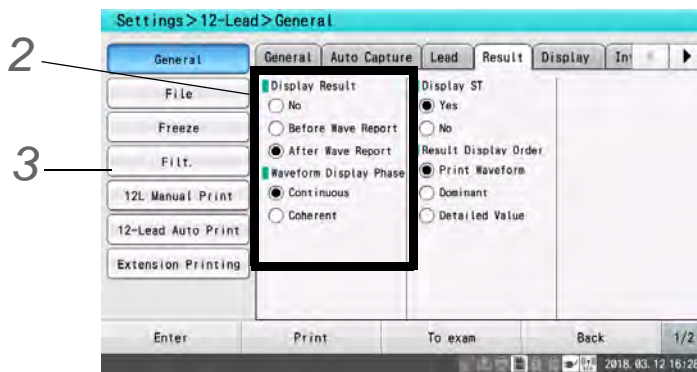 Settings>12-Lead>General
2
3
General
File
Freeze
Filt.
12L Manual Print
12-Lead Auto Print
Extension Printing
General Auto Capture Lead Result Display
Display Result
No
Before Wave Report
After Wave Report
Waveform Display Phase
Continuous
Coherent
Display ST
Yes
No
Result Display Order
Print Waveform
Dominant
Detailed Value
Enter Print To exam Back 1/2
2018.03.12 16:28